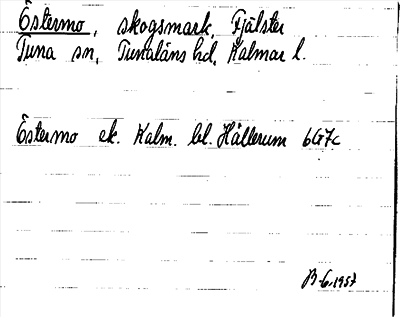 Östermo, skogsmark, Fjälster
Tuna sn, Tunaläns hd, Kalmar l.
Östermo ek. Kalm. bl. Hällerum 6G7c
B-6-1957